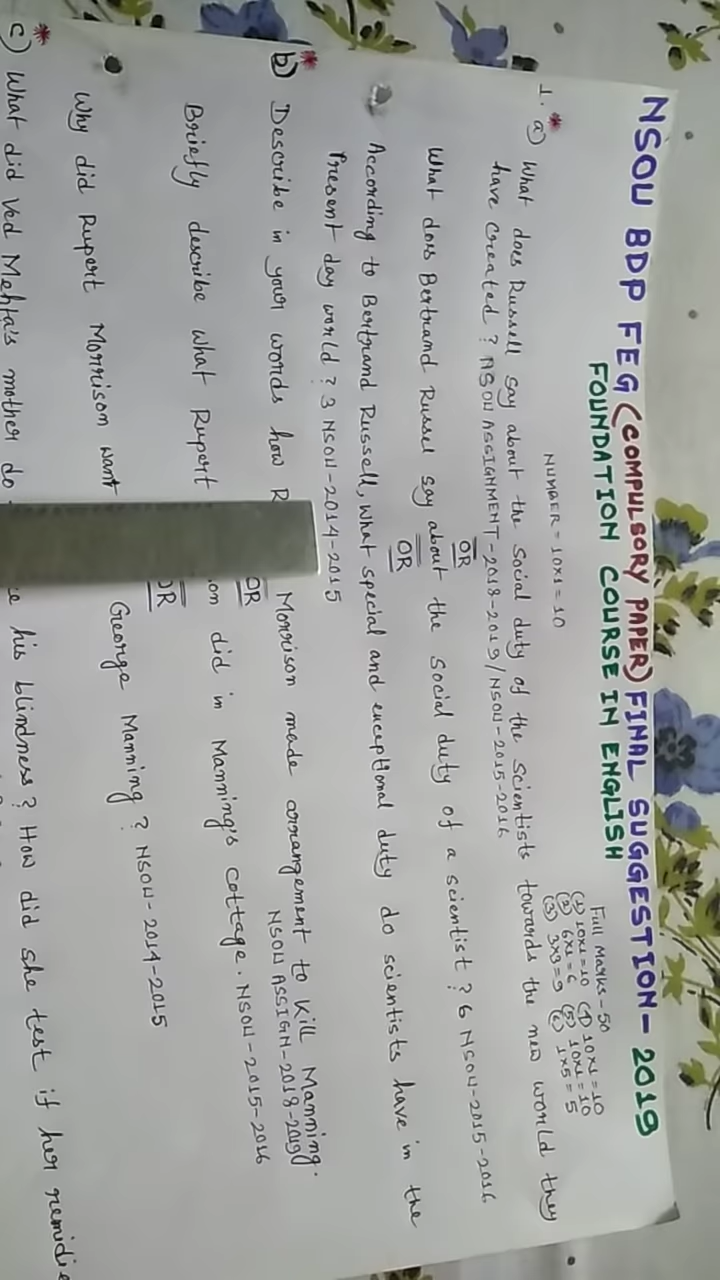 NSOU BDP FEG (COMPULSORY PAPER) FINAL SUGGESTION- 2019
FOUNDATION COURSE IN ENGLISH
Full Marks - 50
(1) 10x1=10 (4) 10x1=10
(2) 6x1=6 (5) 10x1=10
(3) 3x3=9 (6) 1x5=5
NUMBER = 10x1=10
1. a) What does Russell say about the social duty of the scientists towards the new world they
have created? NSOU ASSIGNMENT-2018-2019/NSOU-2015-2016
OR
What does Bertrand Russel say about the social duty of a scientist? 6 NSOU-2015-2016
OR
According to Bertrand Russell, what special and exceptional duty do scientists have in the
Present day world? 3 NSOU-2014-2015
b) Describe in your words how R Morrison made arrangement to kill Manning.
NSOU ASSIGN-2018-2019
OR
Briefly describe what Rupert on did in Manning's cottage. NSOU-2015-2016
OR
Why did Rupert Morrison want George Manning? NSOU-2014-2015
c) What did Ved Mehta's mother do his blindness? How did she test if her remidie